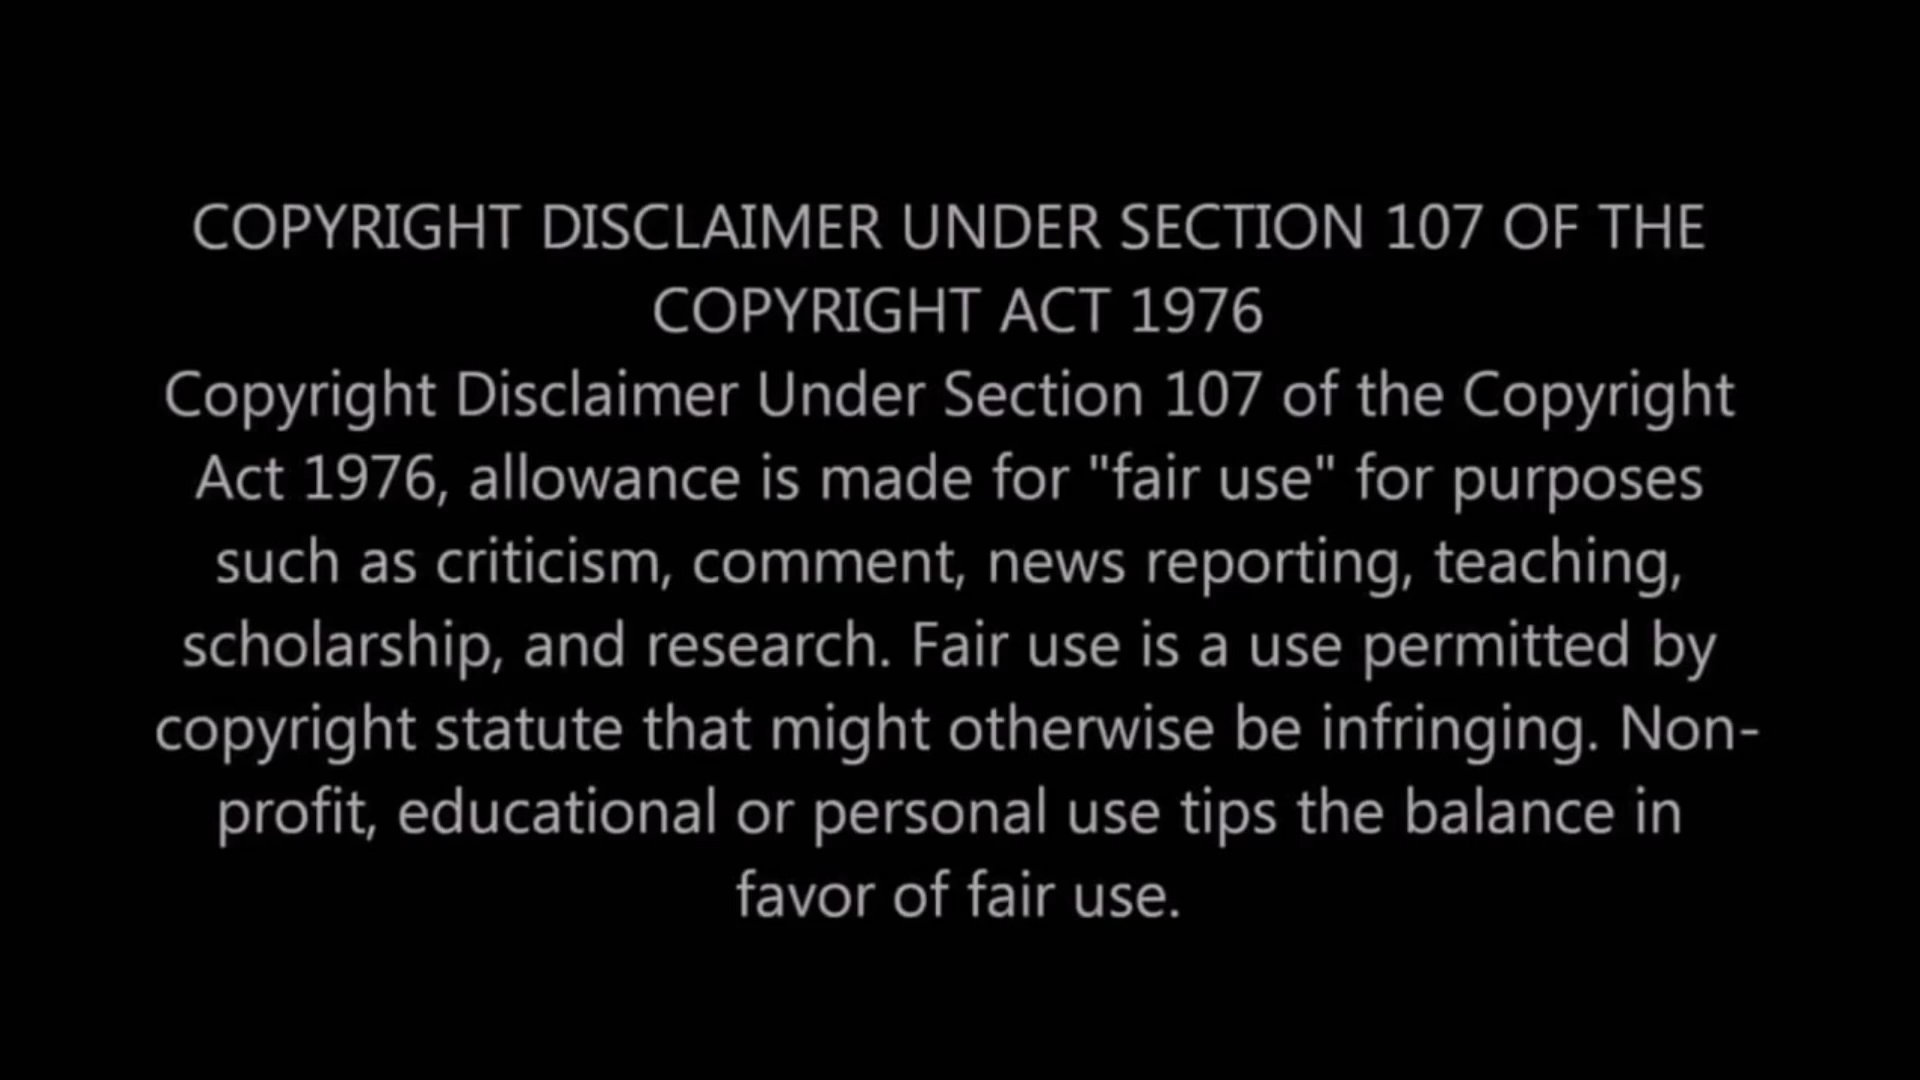 COPYRIGHT DISCLAIMER UNDER SECTION 107 OF THE
COPYRIGHT ACT 1976
Copyright Disclaimer Under Section 107 of the Copyright
Act 1976, allowance is made for "fair use" for purposes
such as criticism, comment, news reporting, teaching,
scholarship, and research. Fair use is a use permitted by
copyright statute that might otherwise be infringing. Non-
profit, educational or personal use tips the balance in
favor of fair use.